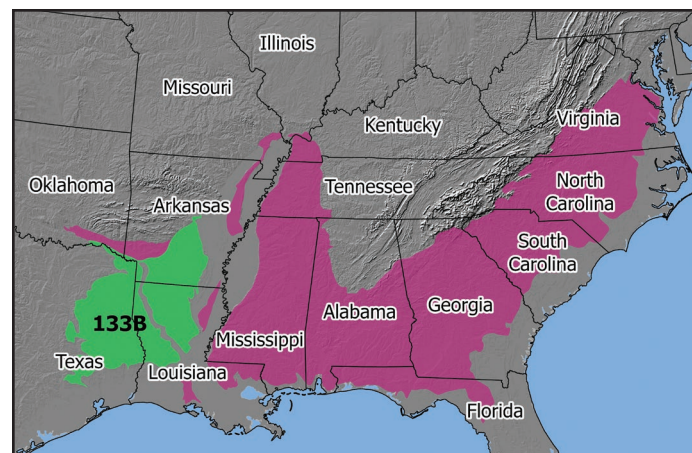 Illinois
Missouri
Kentucky
Virginia
Oklahoma
Arkansas
Tennessee
North
Carolina
South
Carolina
133B
Texas
Louisiana
Mississippi
Alabama
Georgia
Florida